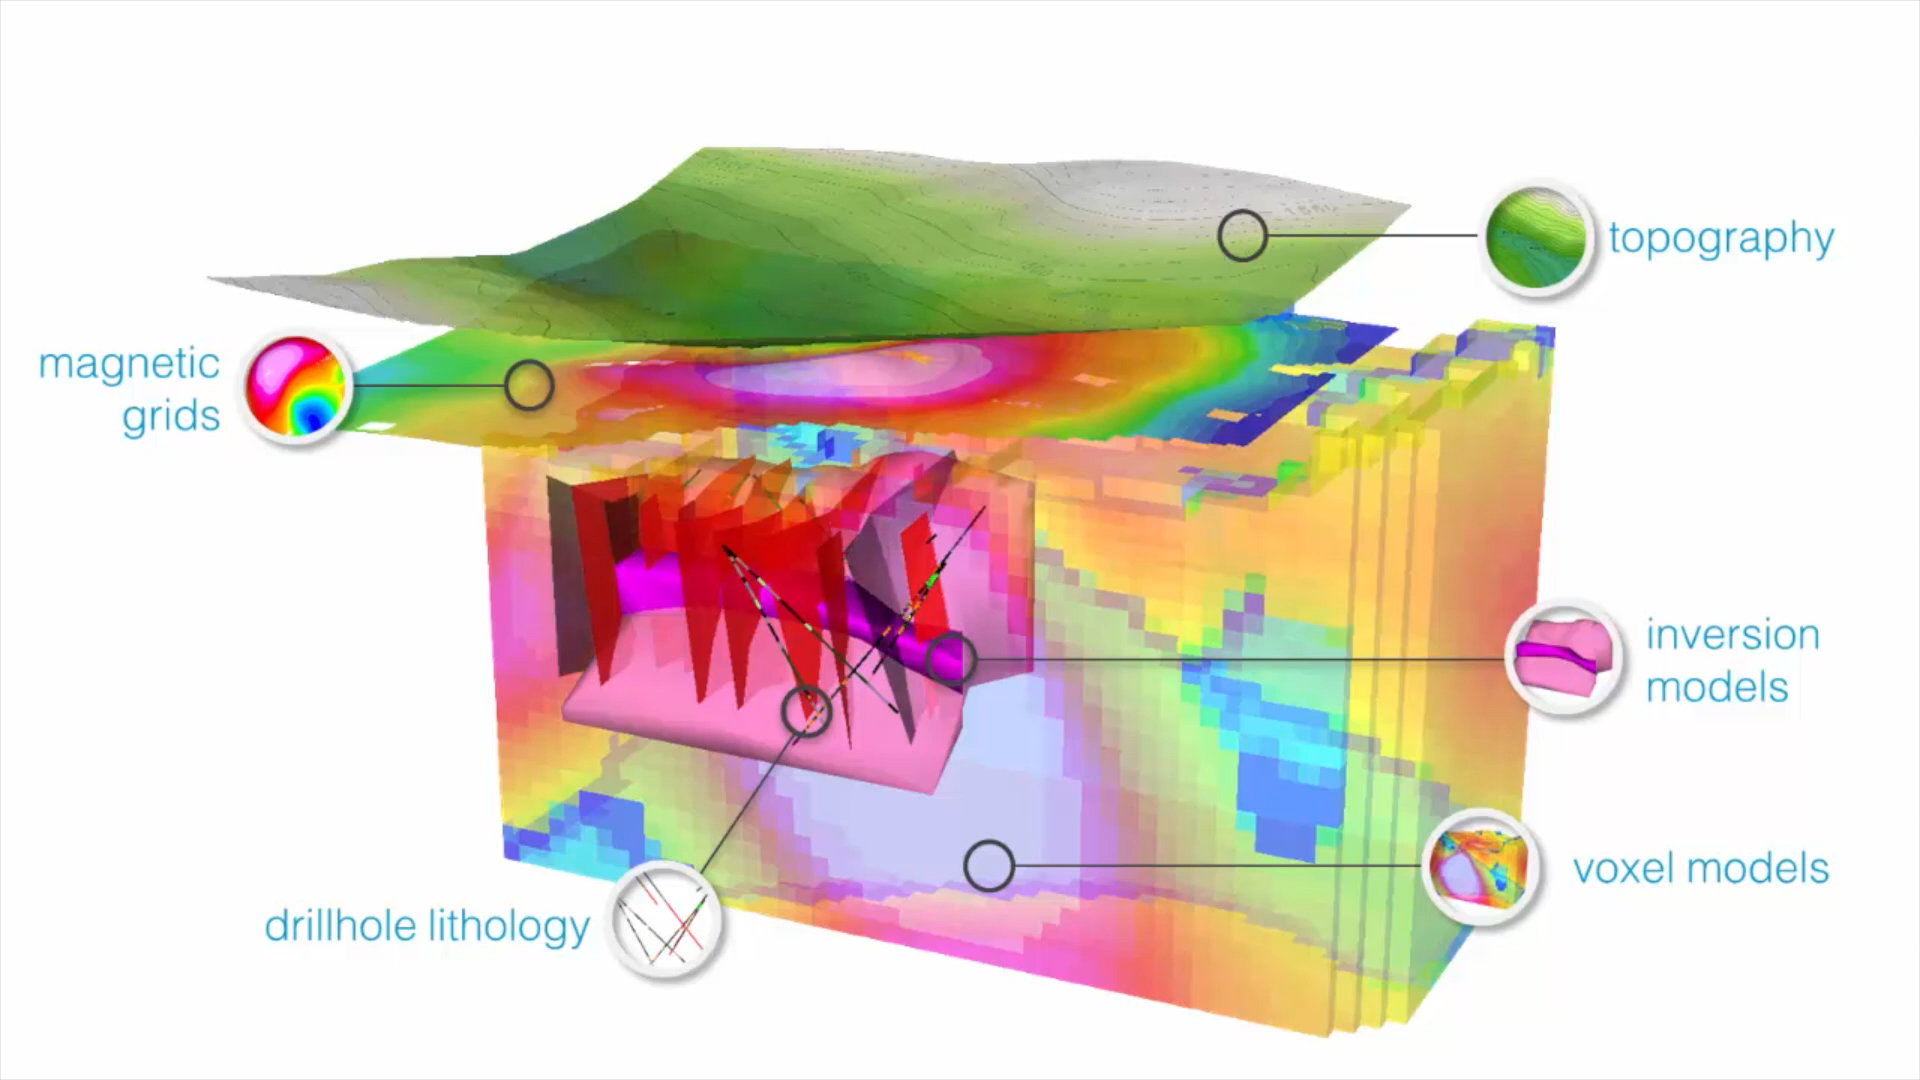 topography
magnetic
grids
inversion
models
voxel models
drillhole lithology